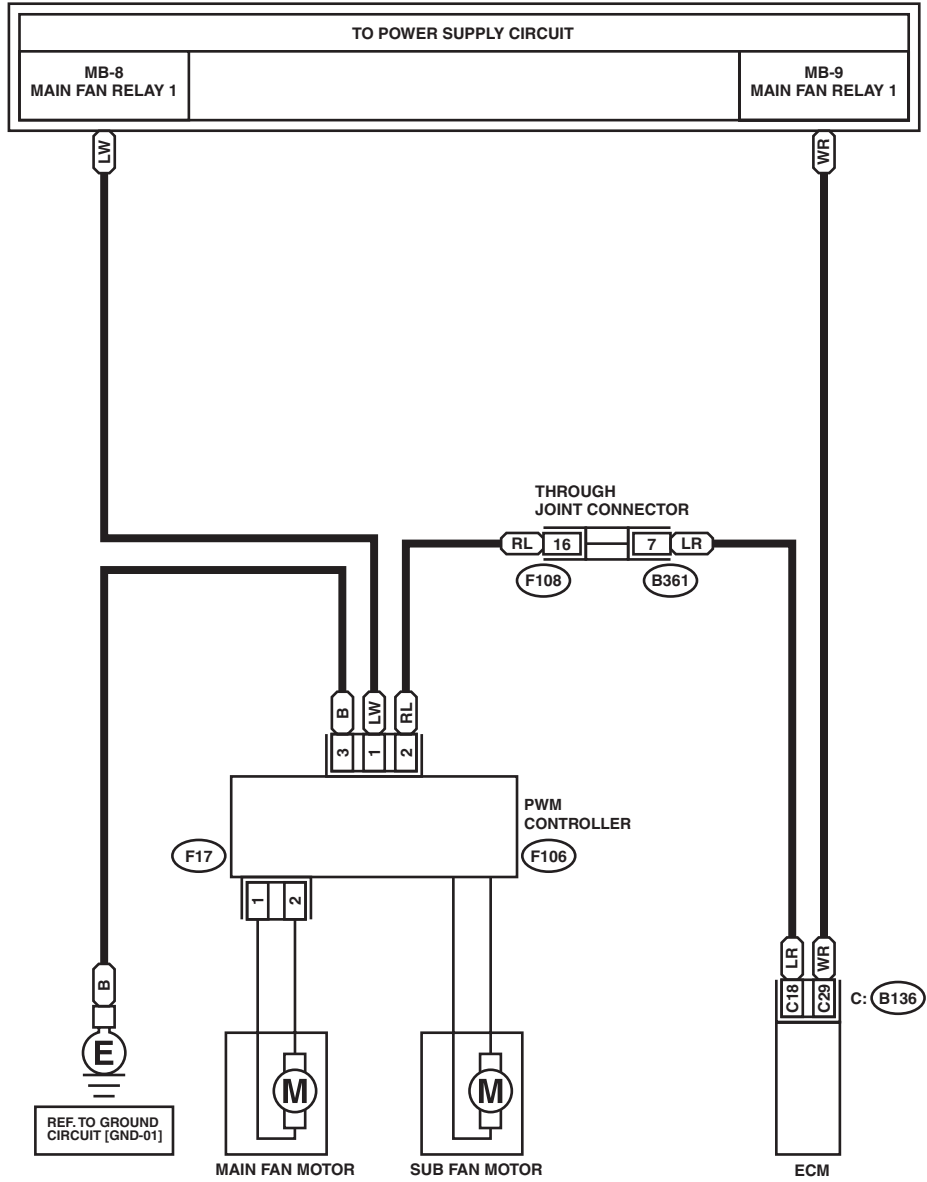 TO POWER SUPPLY CIRCUIT
MB-8
MAIN FAN RELAY 1
MB-9
MAIN FAN RELAY 1
LW
WR
THROUGH
JOINT CONNECTOR
RL 16 7 LR
F108 B361
B LW RL
3 1 2
PWM
CONTROLLER
F17 F106
1 2
LR WR
B
C18 C29 C: B136
E
M M
REF. TO GROUND
CIRCUIT [GND-01]
MAIN FAN MOTOR SUB FAN MOTOR ECM